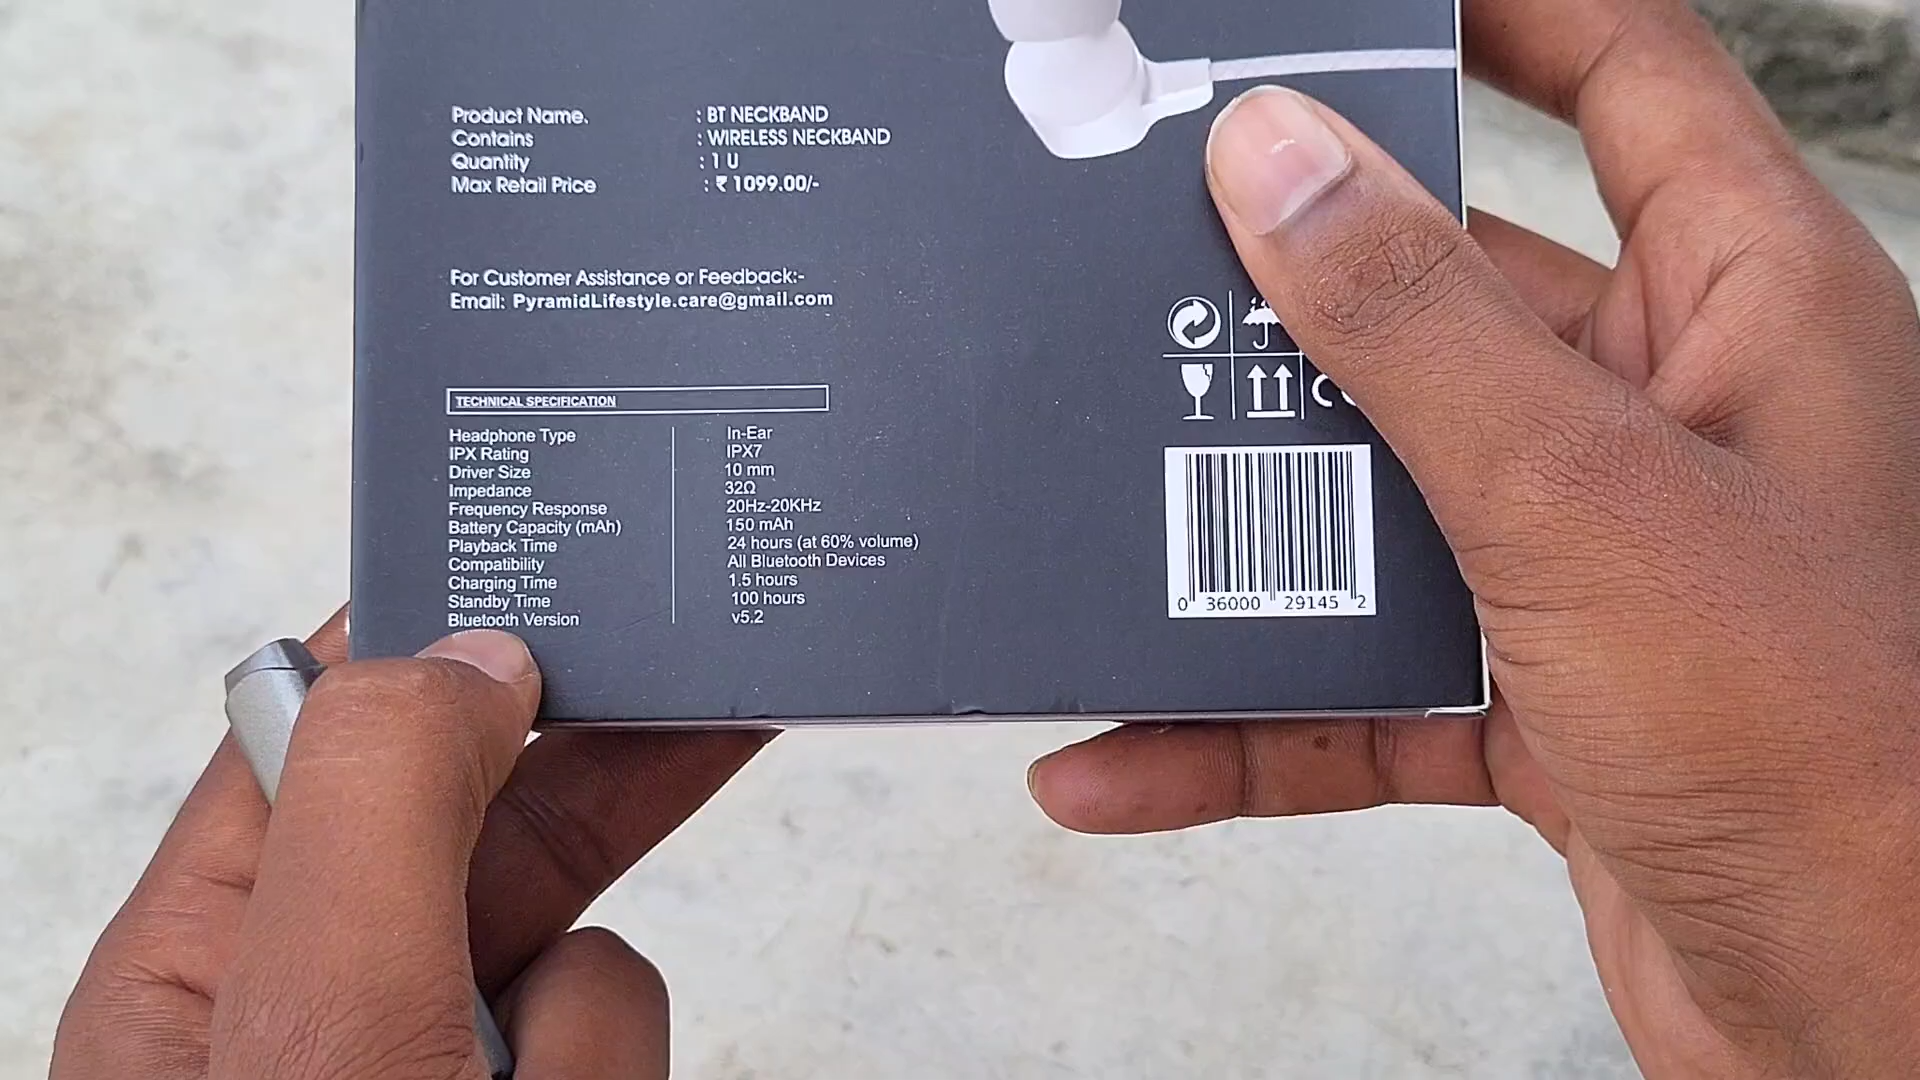 Product Name. : BT NECKBAND
Contains : WIRELESS NECKBAND
Quantity : 1 U
Max Retail Price : ₹ 1099.00/-
For Customer Assistance or Feedback:-
Email: PyramidLifestyle.care@gmail.com
TECHNICAL SPECIFICATION
Headphone Type In-Ear
IPX Rating IPX7
Driver Size 10 mm
Impedance 32Ω
Frequency Response 20Hz-20KHz
Battery Capacity (mAh) 150 mAh
Playback Time 24 hours (at 60% volume)
Compatibility All Bluetooth Devices
Charging Time 1.5 hours
Standby Time 100 hours
Bluetooth Version v5.2
0 36000 29145 2